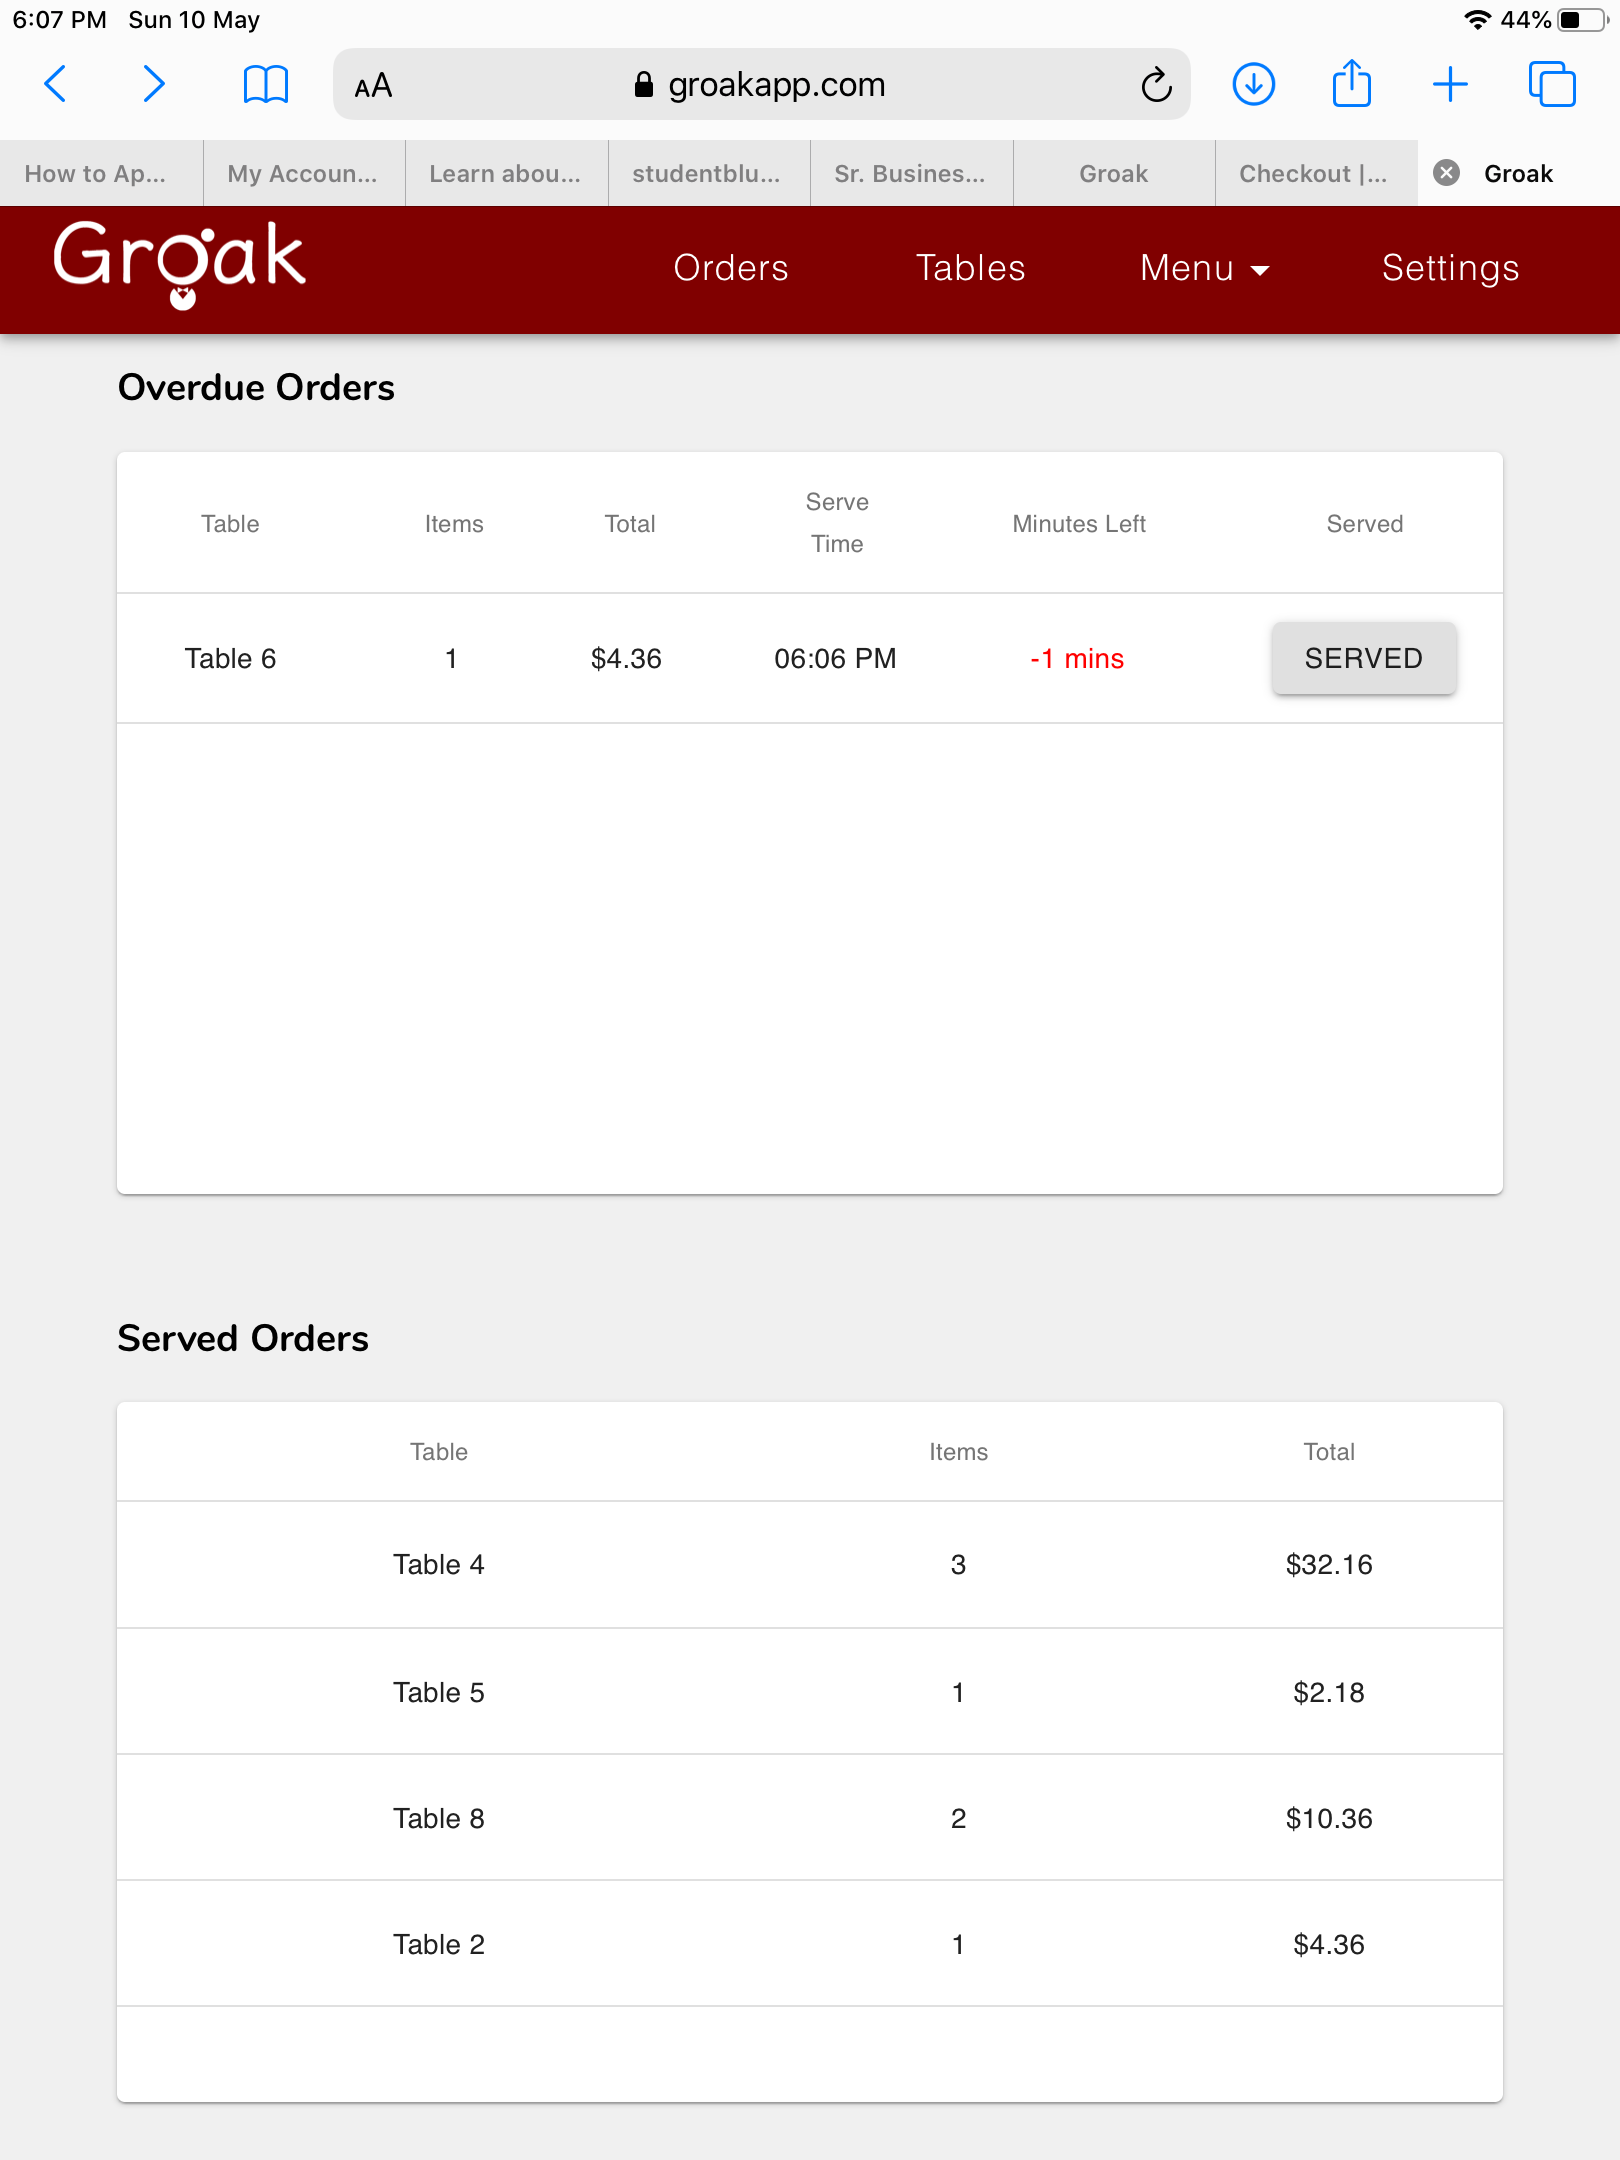 6:07 PM Sun 10 May 44%
AA groakapp.com
How to Ap... My Accoun... Learn abou... studentblu... Sr. Busines... Groak Checkout |... Groak
Groak Orders Tables Menu Settings
Overdue Orders
Table Items Total Serve Time Minutes Left Served
Table 6 1 $4.36 06:06 PM -1 mins SERVED
Served Orders
Table Items Total
Table 4 3 $32.16
Table 5 1 $2.18
Table 8 2 $10.36
Table 2 1 $4.36